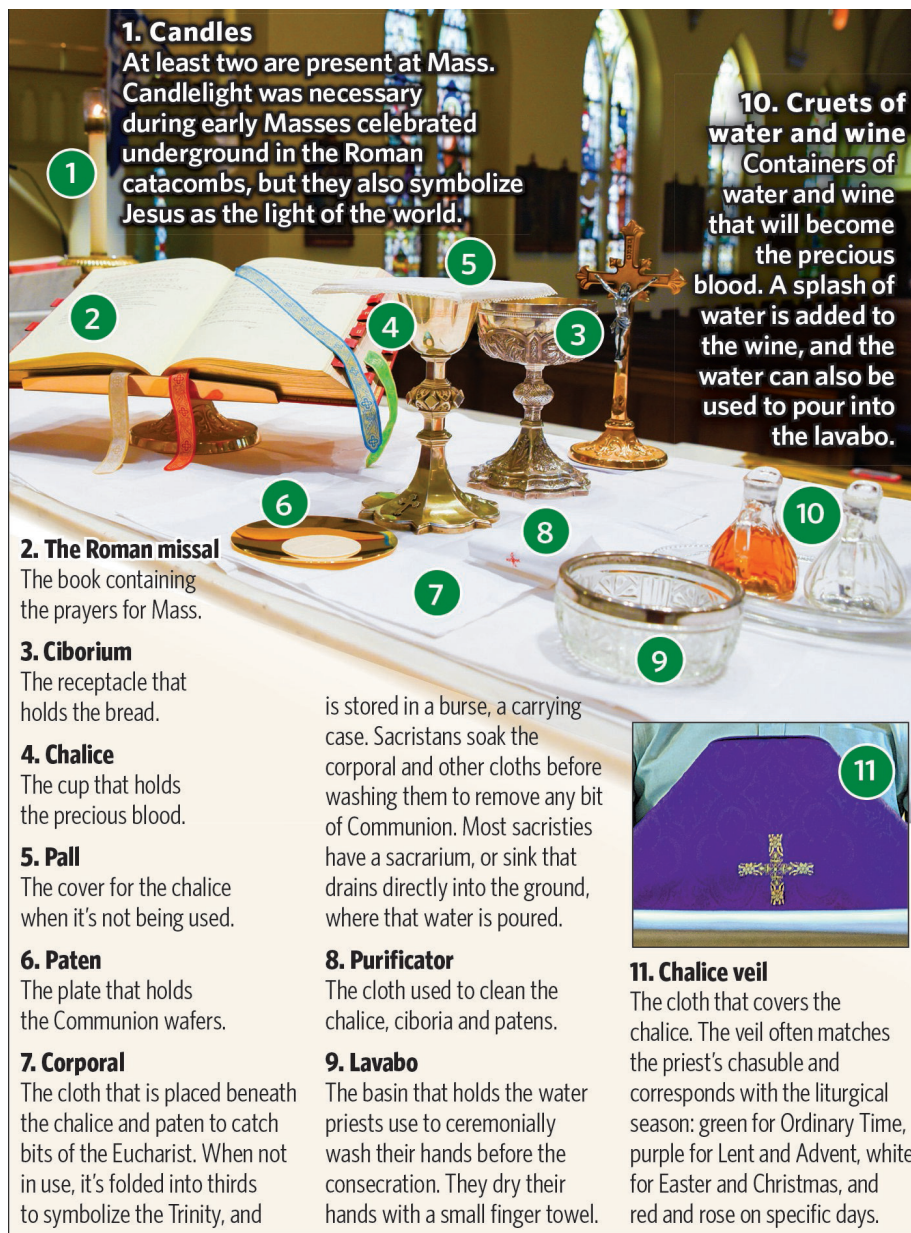 1. Candles
At least two are present at Mass.
Candlelight was necessary
during early Masses celebrated
underground in the Roman
catacombs, but they also symbolize
Jesus as the light of the world.
10. Cruets of
water and wine
Containers of
water and wine
that will become
the precious
blood. A splash of
water is added to
the wine, and the
water can also be
used to pour into
the lavabo.
1
5
2
4
3
6
10
8
7
9
2. The Roman missal
The book containing
the prayers for Mass.
3. Ciborium
The receptacle that
holds the bread.
4. Chalice
The cup that holds
the precious blood.
5. Pall
The cover for the chalice
when it's not being used.
6. Paten
The plate that holds
the Communion wafers.
7. Corporal
The cloth that is placed beneath
the chalice and paten to catch
bits of the Eucharist. When not
in use, it's folded into thirds
to symbolize the Trinity, and
is stored in a burse, a carrying
case. Sacristans soak the
corporal and other cloths before
washing them to remove any bit
of Communion. Most sacristies
have a sacrarium, or sink that
drains directly into the ground,
where that water is poured.
8. Purificator
The cloth used to clean the
chalice, ciboria and patens.
9. Lavabo
The basin that holds the water
priests use to ceremonially
wash their hands before the
consecration. They dry their
hands with a small finger towel.
11
11. Chalice veil
The cloth that covers the
chalice. The veil often matches
the priest's chasuble and
corresponds with the liturgical
season: green for Ordinary Time,
purple for Lent and Advent, white
for Easter and Christmas, and
red and rose on specific days.